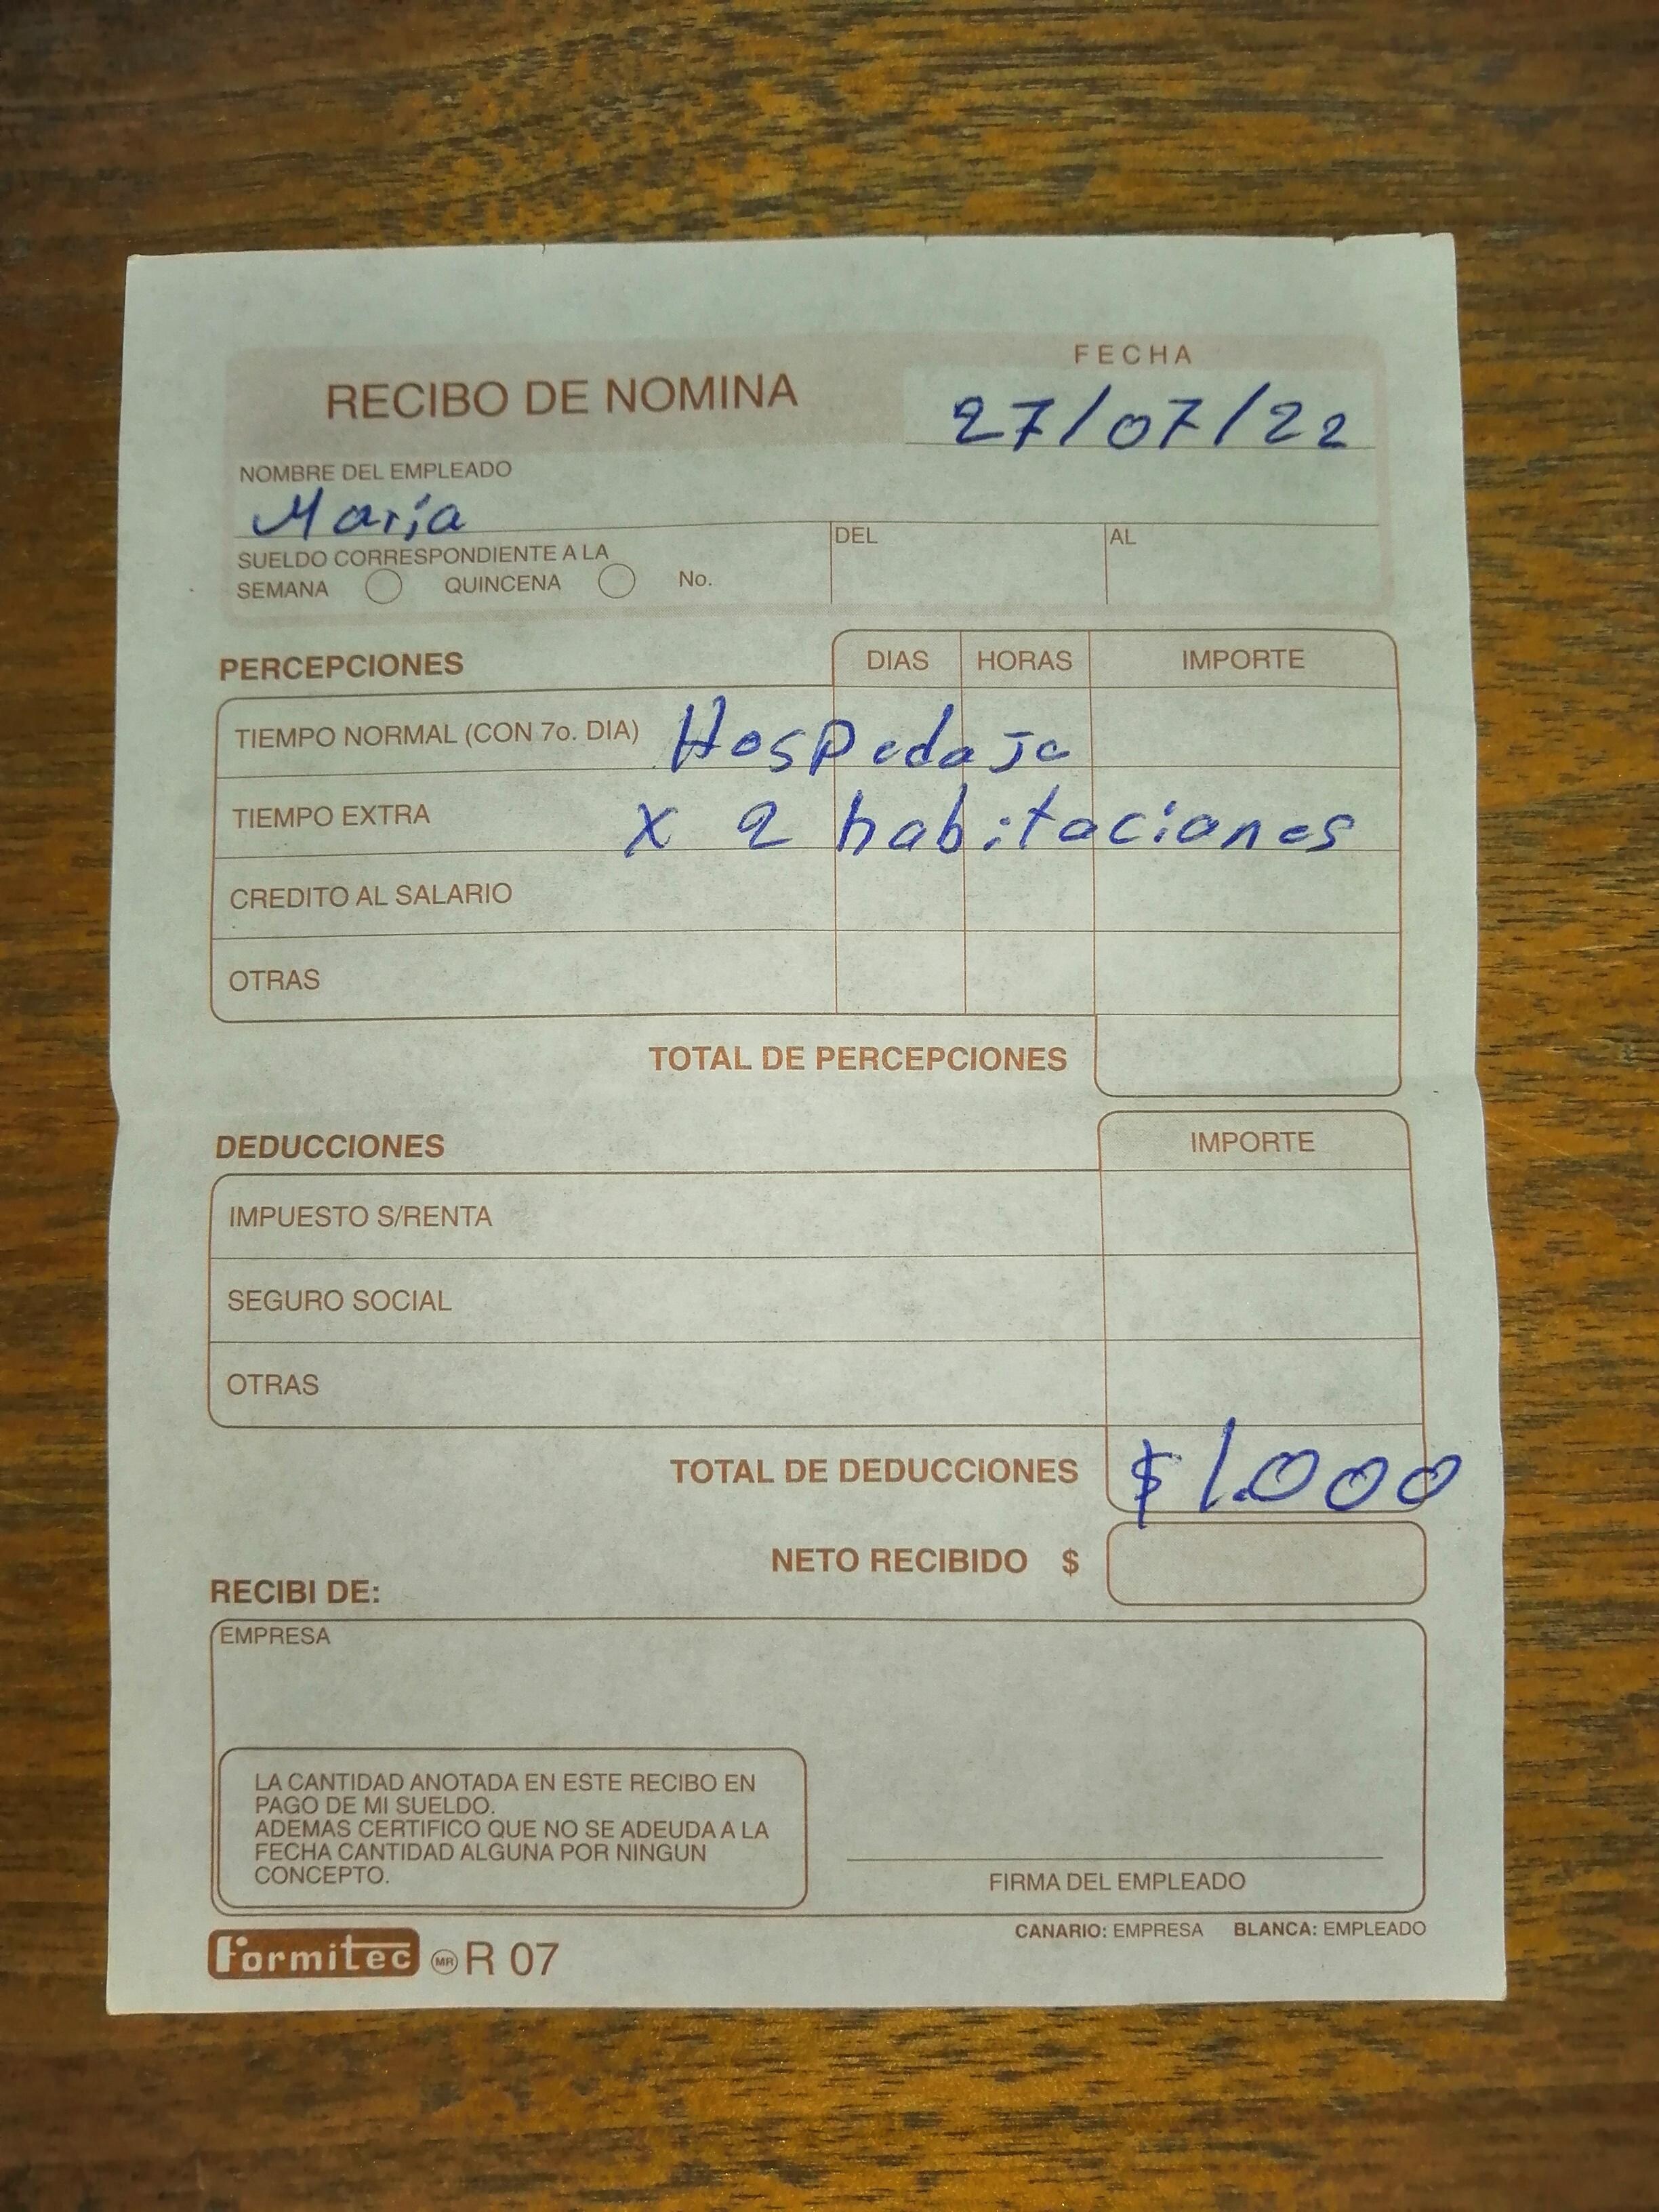 FECHA
RECIBO DE NOMINA
27/07/22
NOMBRE DEL EMPLEADO
Maria
SUELDO CORRESPONDIENTE A LA
DEL
AL
SEMANA QUINCENA No.
PERCEPCIONES
DIAS HORAS IMPORTE
TIEMPO NORMAL (CON 7o. DIA) Hospedaje
TIEMPO EXTRA x 2 habitaciones
CREDITO AL SALARIO
OTRAS
TOTAL DE PERCEPCIONES
DEDUCCIONES
IMPORTE
IMPUESTO S/RENTA
SEGURO SOCIAL
OTRAS
TOTAL DE DEDUCCIONES $1.000
NETO RECIBIDO $
RECIBI DE:
EMPRESA
LA CANTIDAD ANOTADA EN ESTE RECIBO EN
PAGO DE MI SUELDO.
ADEMAS CERTIFICO QUE NO SE ADEUDA A LA
FECHA CANTIDAD ALGUNA POR NINGUN
CONCEPTO.
FIRMA DEL EMPLEADO
CANARIO: EMPRESA BLANCA: EMPLEADO
Formitec MR R 07